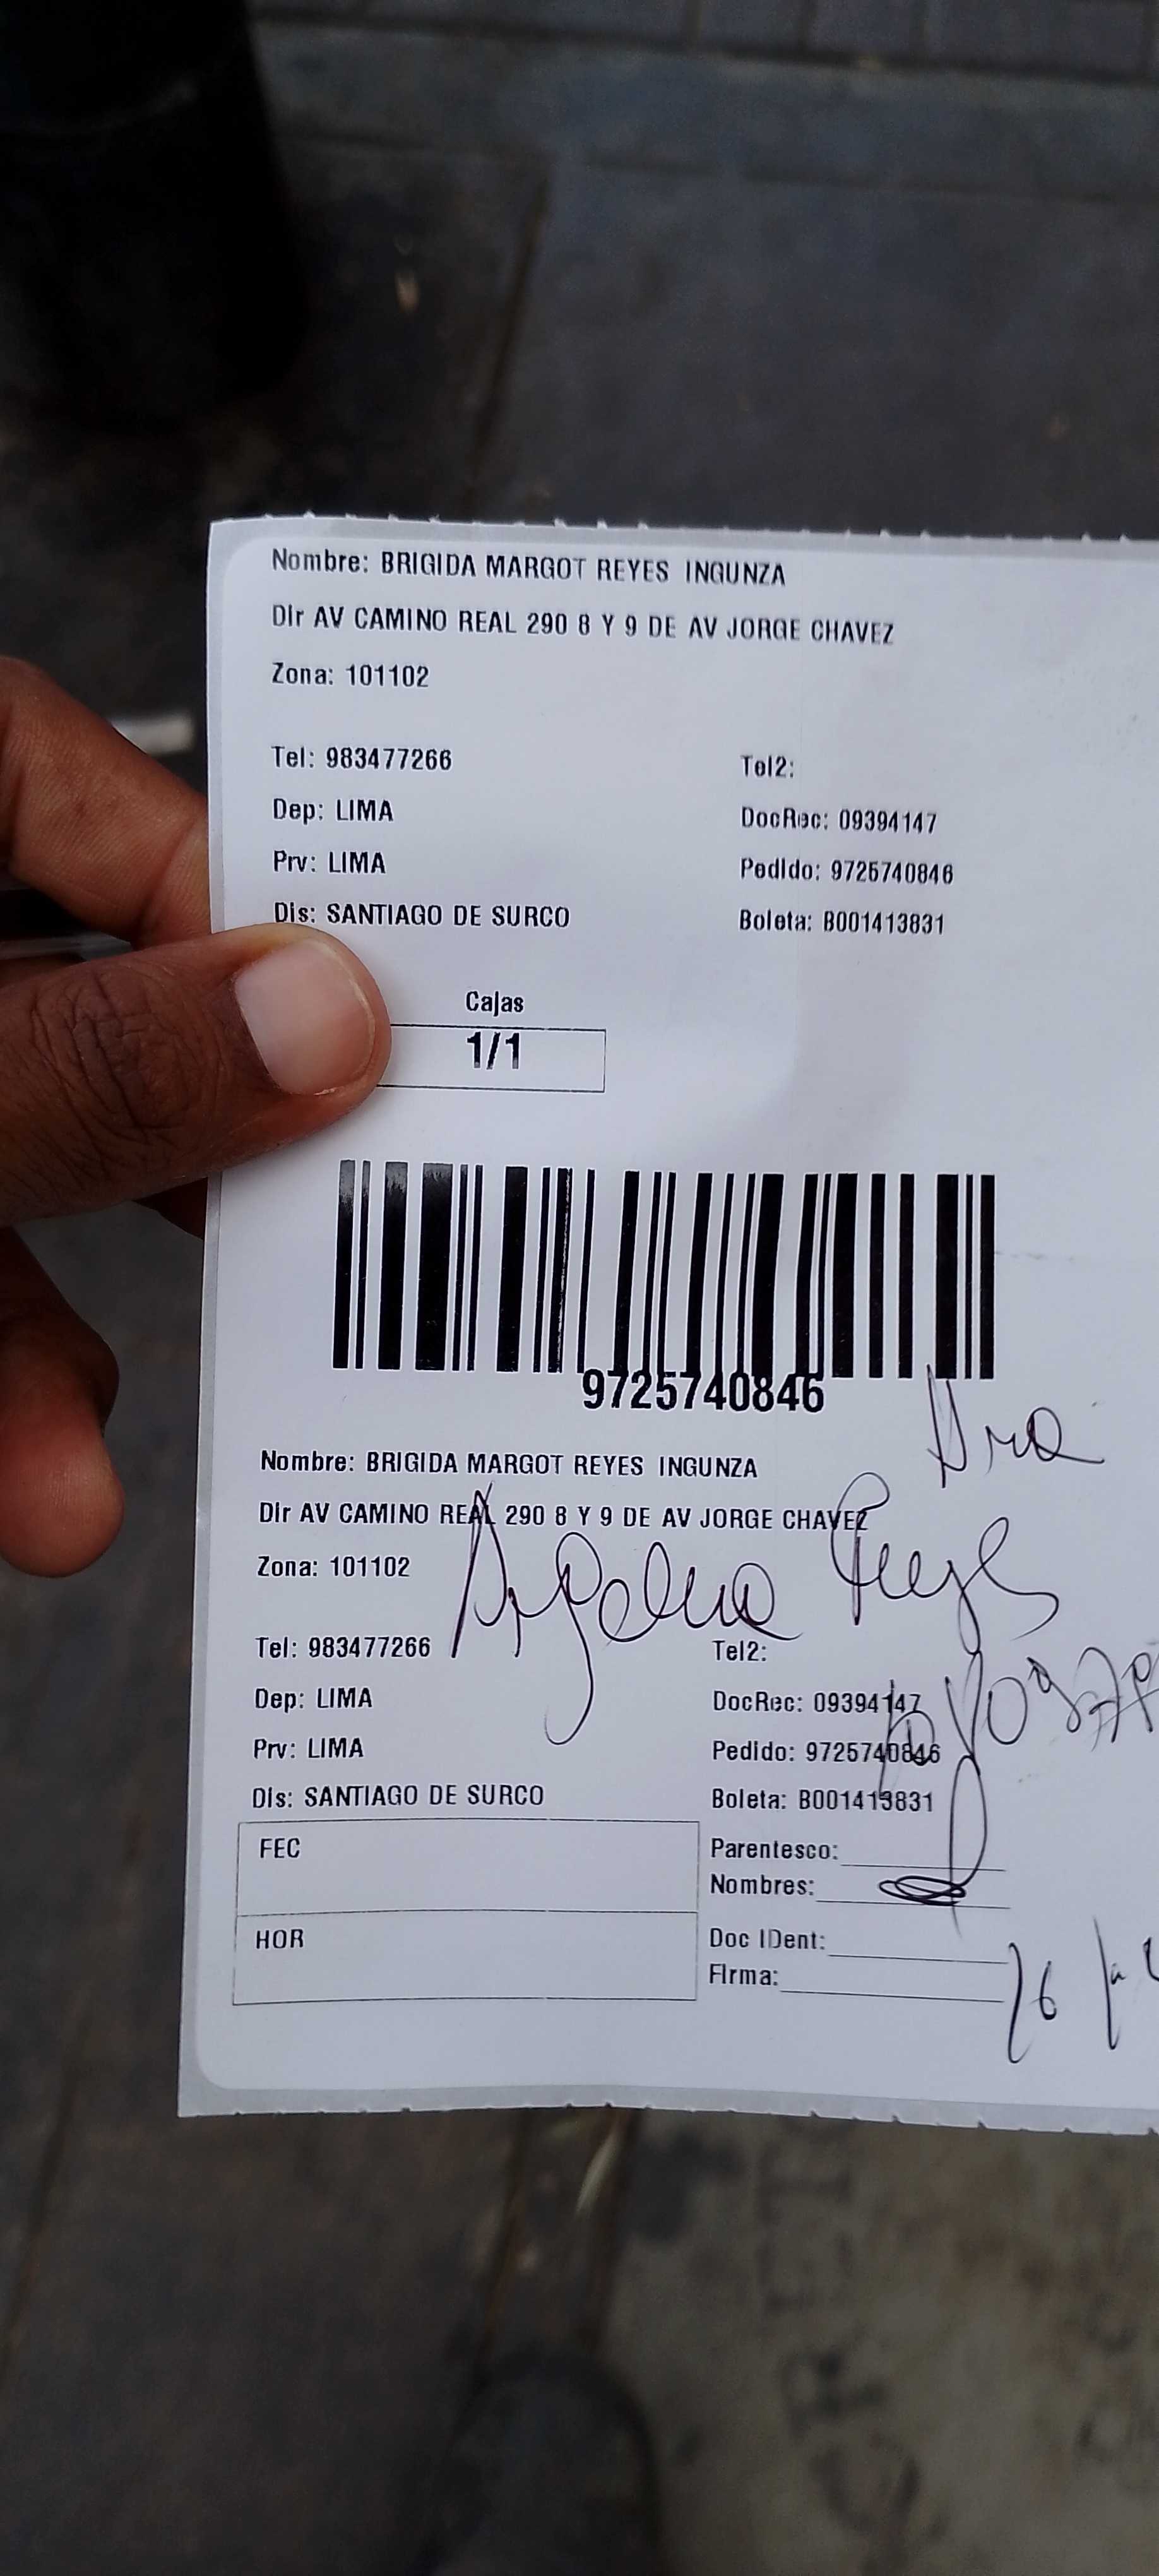 Nombre: BRIGIDA MARGOT REYES INGUNZA
Dir AV CAMINO REAL 290 8 Y 9 DE AV JORGE CHAVEZ
Zona: 101102
Tel: 983477266 Tel2:
Dep: LIMA DocRec: 09394147
Prv: LIMA Pedido: 9725740846
Dis: SANTIAGO DE SURCO Boleta: B001413831
Cajas
1/1
9725740846
Nombre: BRIGIDA MARGOT REYES INGUNZA
Dir AV CAMINO REAL 290 8 Y 9 DE AV JORGE CHAVEZ
Zona: 101102
Reyes
Tel: 983477266 Tel2:
Dep: LIMA DocRec: 09394147
Prv: LIMA Pedido: 9725740846
Dis: SANTIAGO DE SURCO Boleta: B001413831
FEC Parentesco:
Nombres:
HOR Doc IDent:
Firma: